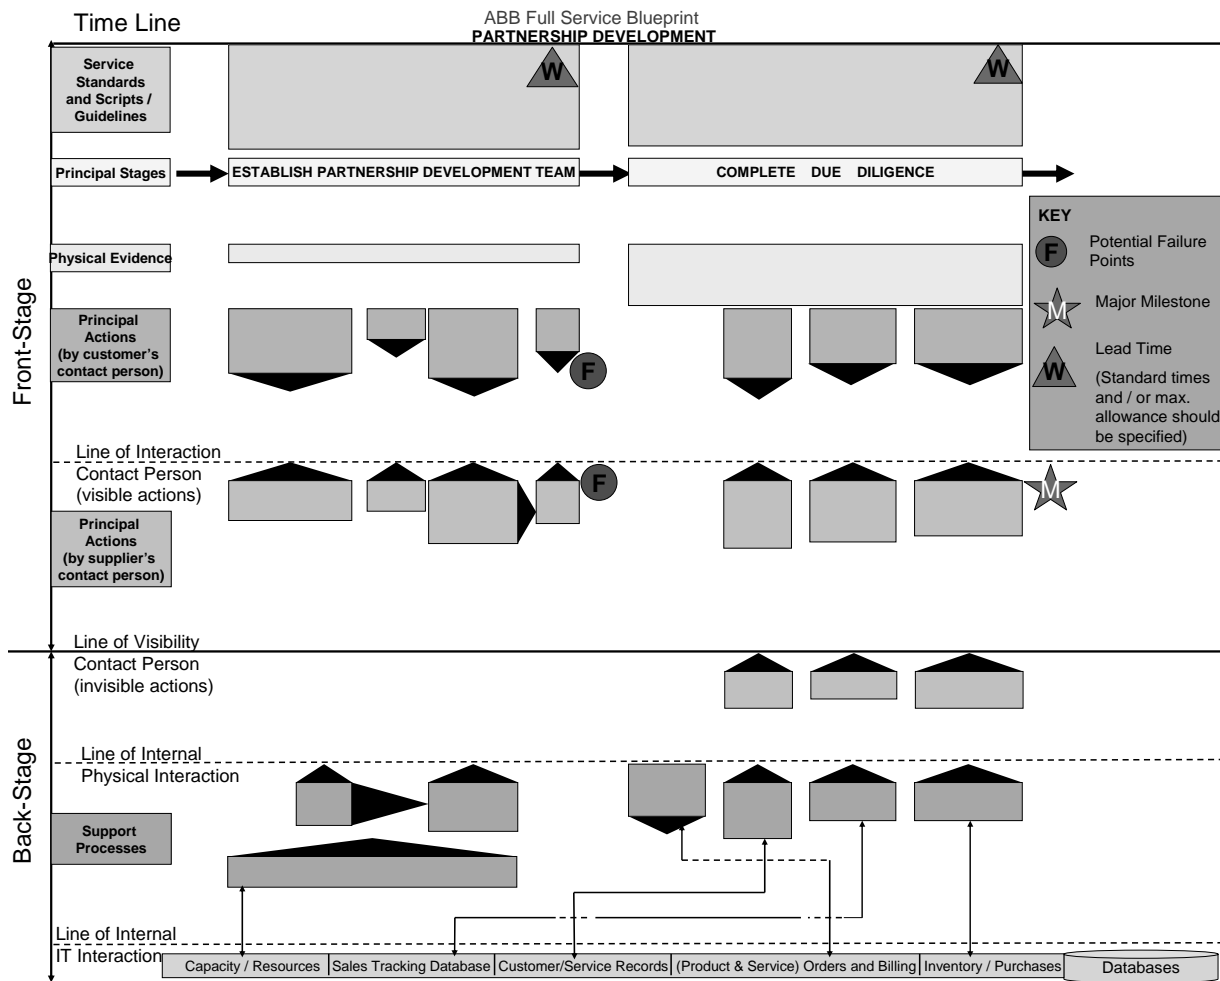 Time Line
ABB Full Service Blueprint
PARTNERSHIP DEVELOPMENT
Service
Standards
and Scripts /
Guidelines
W
W
Principal Stages
ESTABLISH PARTNERSHIP DEVELOPMENT TEAM
COMPLETE DUE DILIGENCE
KEY
F
Potential Failure
Points
M
Major Milestone
W
Lead Time
(Standard times
and / or max.
allowance should
be specified)
Physical Evidence
Front-Stage
Principal
Actions
(by customer's
contact person)
F
Line of Interaction
Contact Person
(visible actions)
F
M
Principal
Actions
(by supplier's
contact person)
Line of Visibility
Contact Person
(invisible actions)
Back-Stage
Line of Internal
Physical Interaction
Support
Processes
Line of Internal
IT Interaction
Capacity / Resources
Sales Tracking Database
Customer/Service Records
(Product & Service) Orders and Billing
Inventory / Purchases
Databases